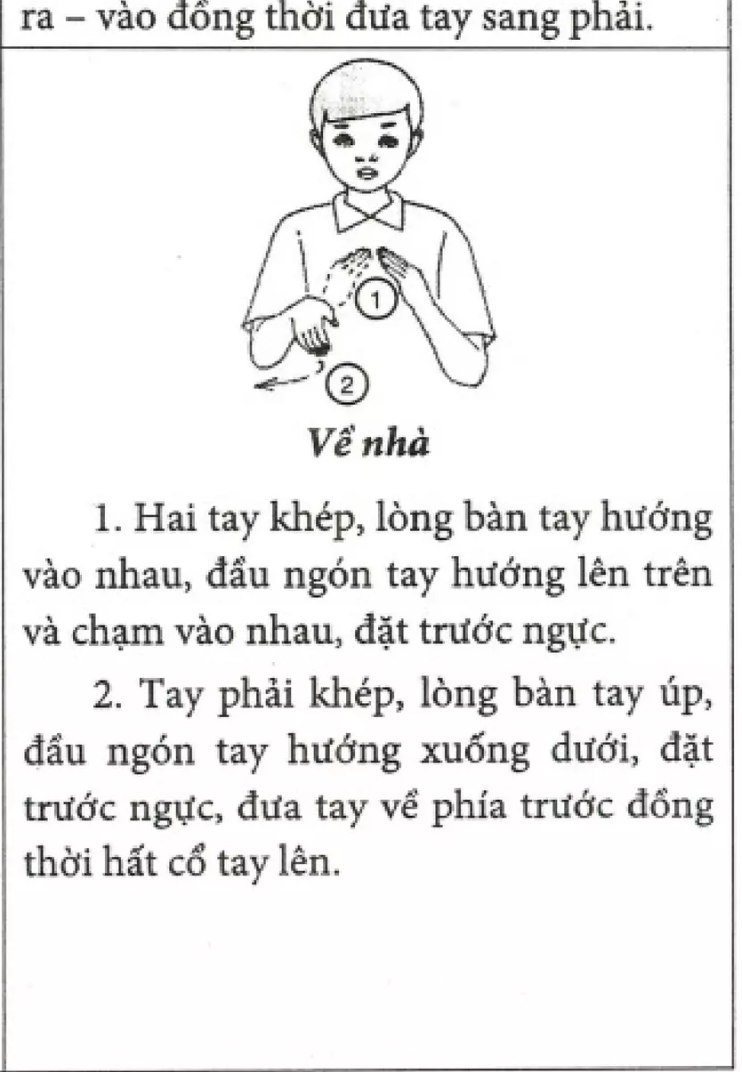 ra – vào đồng thời đưa tay sang phải.
1
2
Về nhà
1. Hai tay khép, lòng bàn tay hướng
vào nhau, đầu ngón tay hướng lên trên
và chạm vào nhau, đặt trước ngực.
2. Tay phải khép, lòng bàn tay úp,
đầu ngón tay hướng xuống dưới, đặt
trước ngực, đưa tay về phía trước đồng
thời hất cổ tay lên.